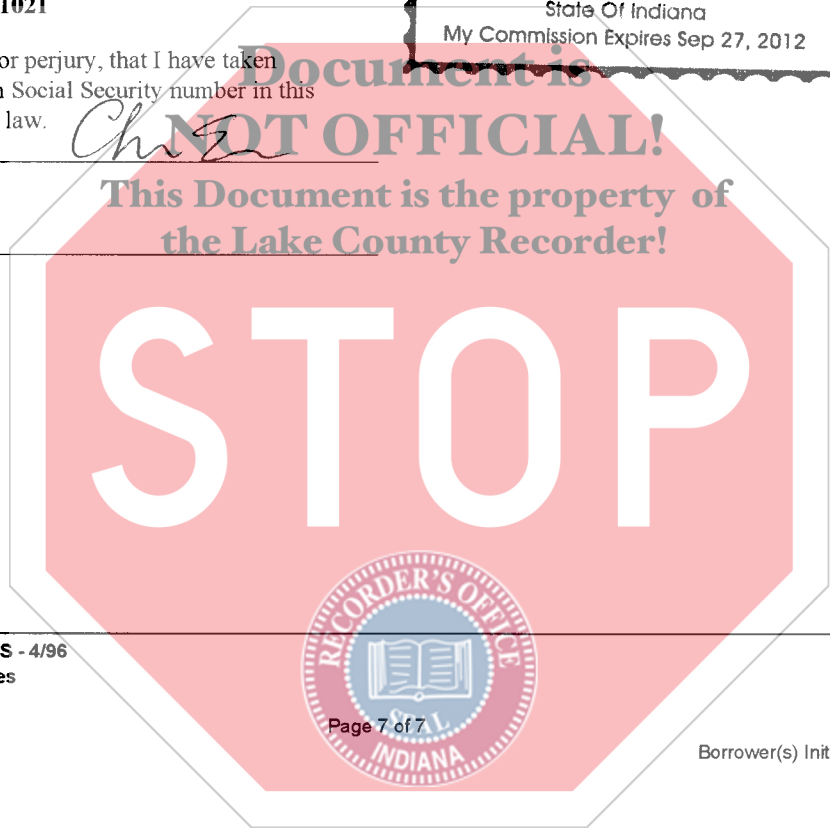 1021
State Of Indiana
My Commission Expires Sep 27, 2012
or perjury, that I have taken
Social Security number in this
law.
Document is
NOT OFFICIAL!
This Document is the property of
the Lake County Recorder!
STOP
RECORDER'S OFFICE
SEAL
INDIANA
S - 4/96
es
Page 7 of 7
Borrower(s) Init